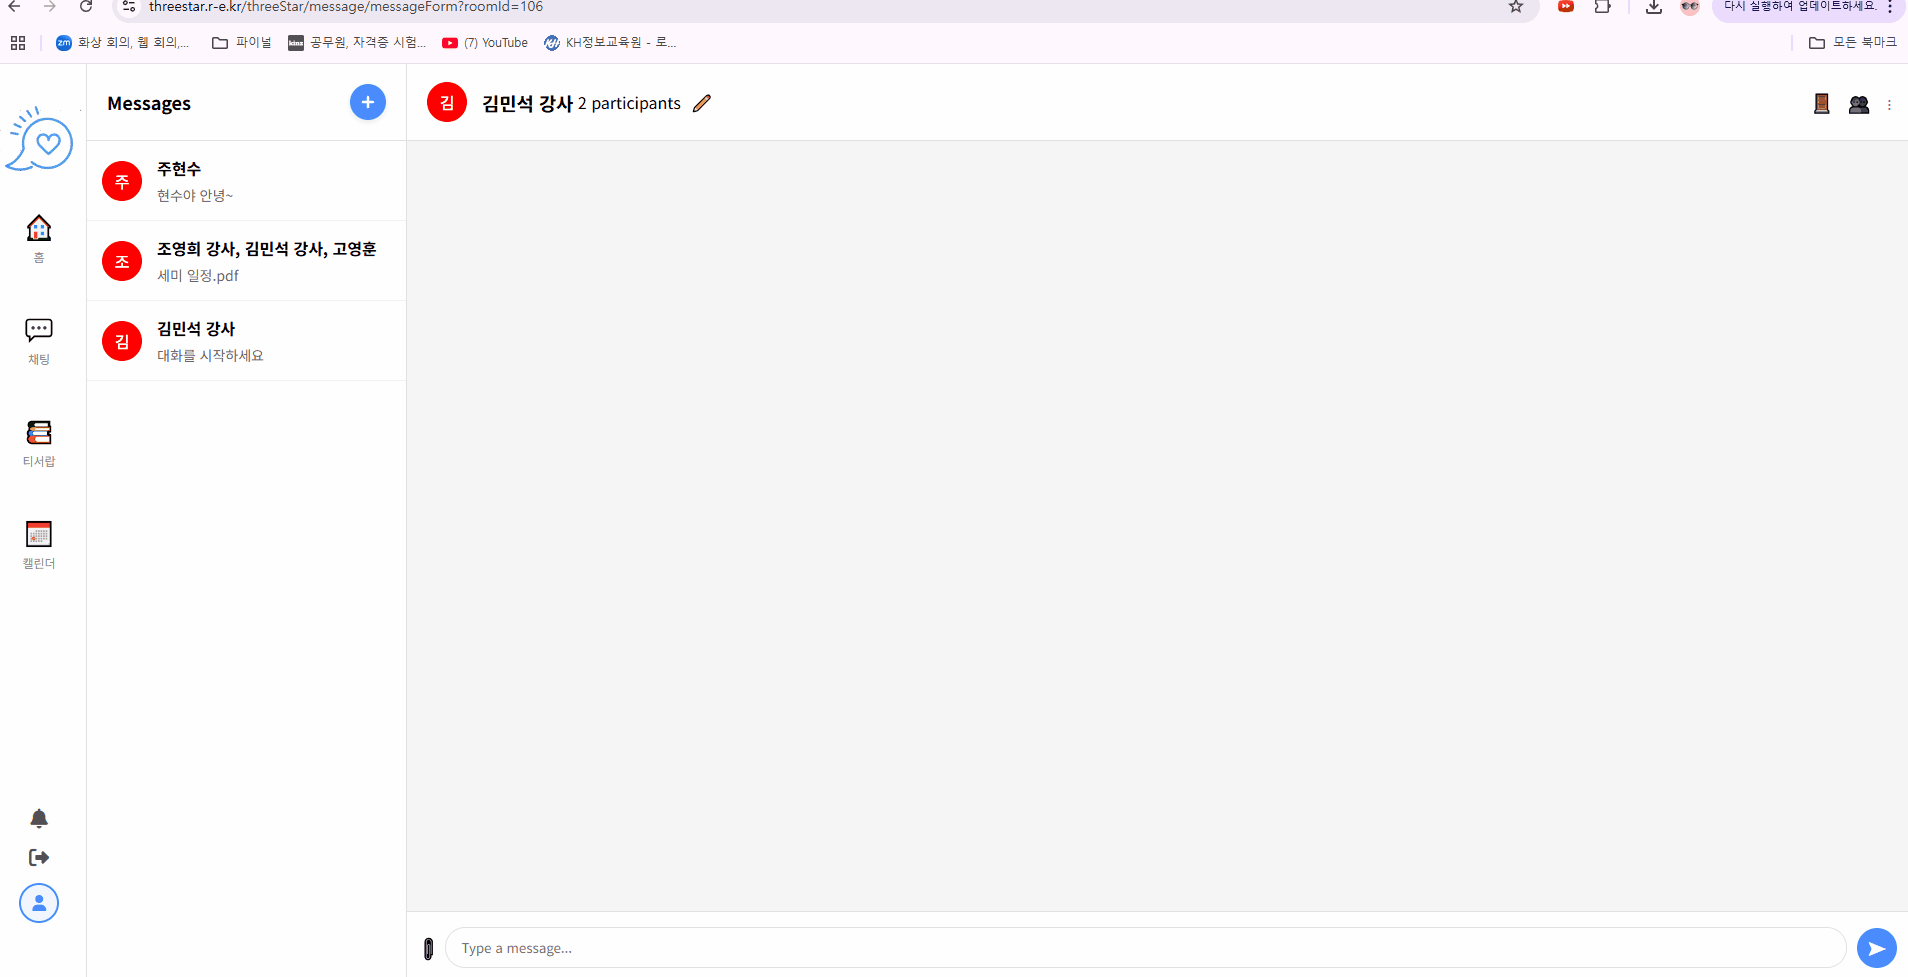 threestar.r-e.kr/threeStar/message/messageForm?roomId=106
다시 실행하여 업데이트하세요.
zm 화상 회의, 웹 회의,...
파이널
kinz 공무원, 자격증 시험...
(7) YouTube
KH정보교육원 - 로...
모든 북마크
Messages
+
김 김민석 강사 2 participants
주 주현수
현수야 안녕~
조 조영희 강사, 김민석 강사, 고영훈
세미 일정.pdf
김 김민석 강사
대화를 시작하세요
홈
채팅
티서랍
캘린더
Type a message...